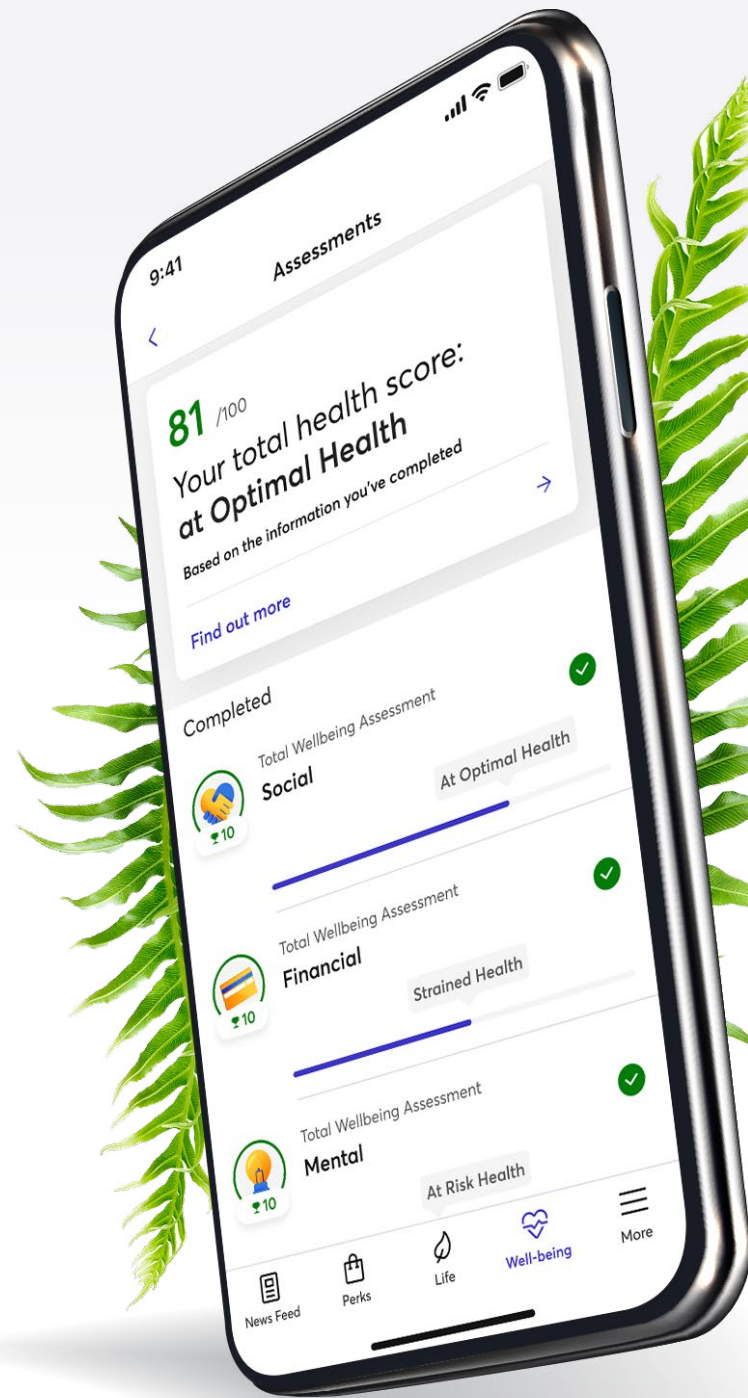 9:41
Assessments
81 /100
Your total health score:
at Optimal Health
Based on the information you've completed
Find out more
Completed
Total Wellbeing Assessment
Social
At Optimal Health
10
Total Wellbeing Assessment
Financial
Strained Health
10
Total Wellbeing Assessment
Mental
At Risk Health
10
News Feed
Perks
Life
Well-being
More